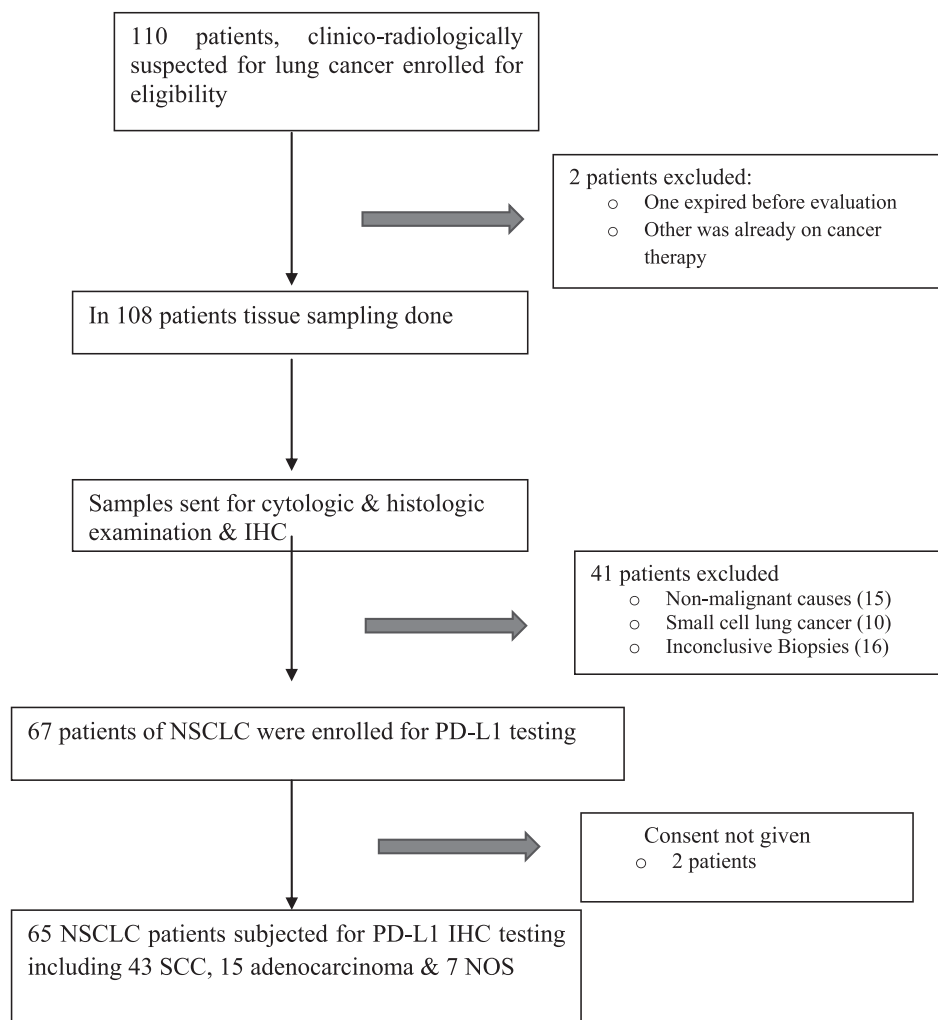 110 patients, clinico-radiologically
suspected for lung cancer enrolled for
eligibility
2 patients excluded:
o One expired before evaluation
o Other was already on cancer
therapy
In 108 patients tissue sampling done
Samples sent for cytologic & histologic
examination & IHC
41 patients excluded
o Non-malignant causes (15)
o Small cell lung cancer (10)
o Inconclusive Biopsies (16)
67 patients of NSCLC were enrolled for PD-L1 testing
Consent not given
o 2 patients
65 NSCLC patients subjected for PD-L1 IHC testing
including 43 SCC, 15 adenocarcinoma & 7 NOS